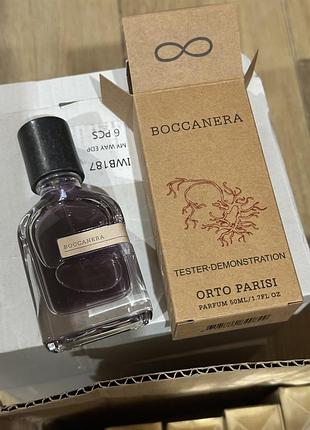 BOCCANERA
TESTER-DEMONSTRATION
ORTO PARISI
PARFUM 50ML/1.7FL OZ
BOCCANERA
IWB187
MY WAY EDP
6 PCS